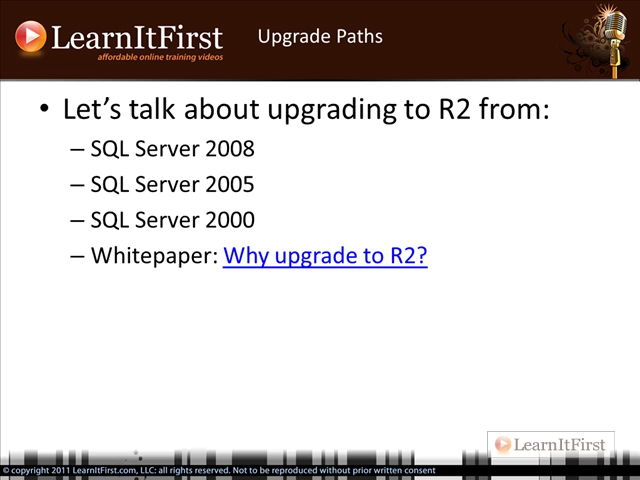 LearnItFirst
affordable online training videos
Upgrade Paths
• Let's talk about upgrading to R2 from:
– SQL Server 2008
– SQL Server 2005
– SQL Server 2000
– Whitepaper: Why upgrade to R2?
LearnItFirst
© copyright 2011 LearnItFirst.com, LLC: all rights reserved. Not to be reproduced without prior written consent